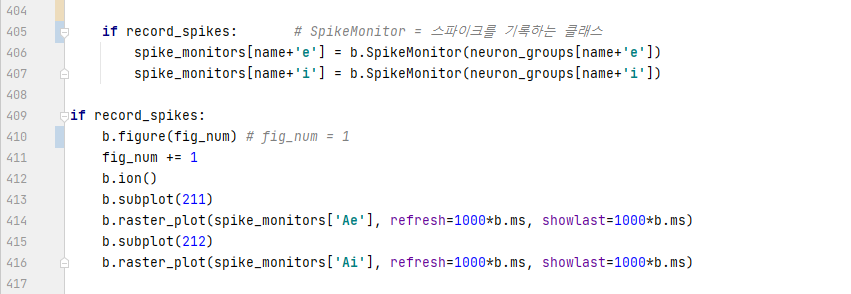 404
405 if record_spikes: # SpikeMonitor = 스파이크를 기록하는 클래스
406 spike_monitors[name+'e'] = b.SpikeMonitor(neuron_groups[name+'e'])
407 spike_monitors[name+'i'] = b.SpikeMonitor(neuron_groups[name+'i'])
408
409 if record_spikes:
410 b.figure(fig_num) # fig_num = 1
411 fig_num += 1
412 b.ion()
413 b.subplot(211)
414 b.raster_plot(spike_monitors['Ae'], refresh=1000*b.ms, showlast=1000*b.ms)
415 b.subplot(212)
416 b.raster_plot(spike_monitors['Ai'], refresh=1000*b.ms, showlast=1000*b.ms)
417